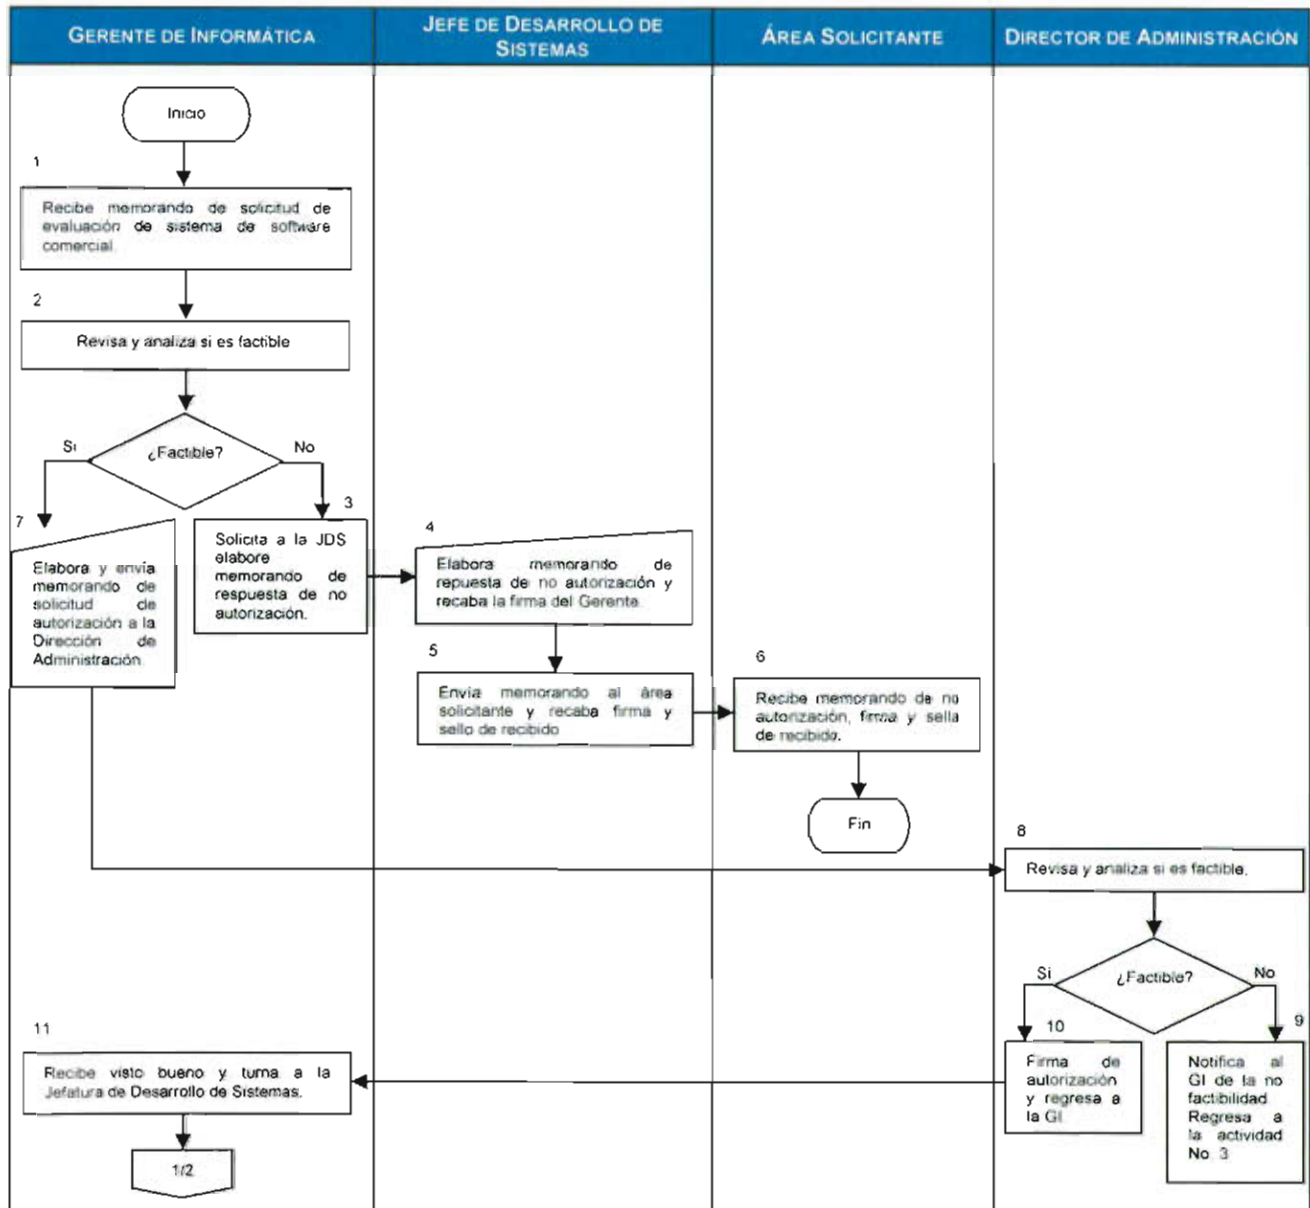 GERENTE DE INFORMÁTICA
JEFE DE DESARROLLO DE
SISTEMAS
ÁREA SOLICITANTE
DIRECTOR DE ADMINISTRACIÓN
Inicio
1
Recibe memorando de solicitud de
evaluación de sistema de software
comercial.
2
Revisa y analiza si es factible
¿Factible?
Si
No
3
Solicita a la JDS
elabore
memorando de
respuesta de no
autorización.
4
Elabora memorando de
repuesta de no autorización y
recaba la firma del Gerente.
5
Envía memorando al área
solicitante y recaba firma y
sello de recibido
6
Recibe memorando de no
autorización, firma y sella
de recibido.
Fin
7
Elabora y envía
memorando de
solicitud de
autorización a la
Dirección de
Administración
8
Revisa y analiza si es factible.
¿Factible?
Si
No
9
Notifica al
GI de la no
factibilidad
Regresa a
la actividad
No. 3
10
Firma de
autorización
y regresa a
la GI
11
Recibe visto bueno y turna a la
Jefatura de Desarrollo de Sistemas.
1/2